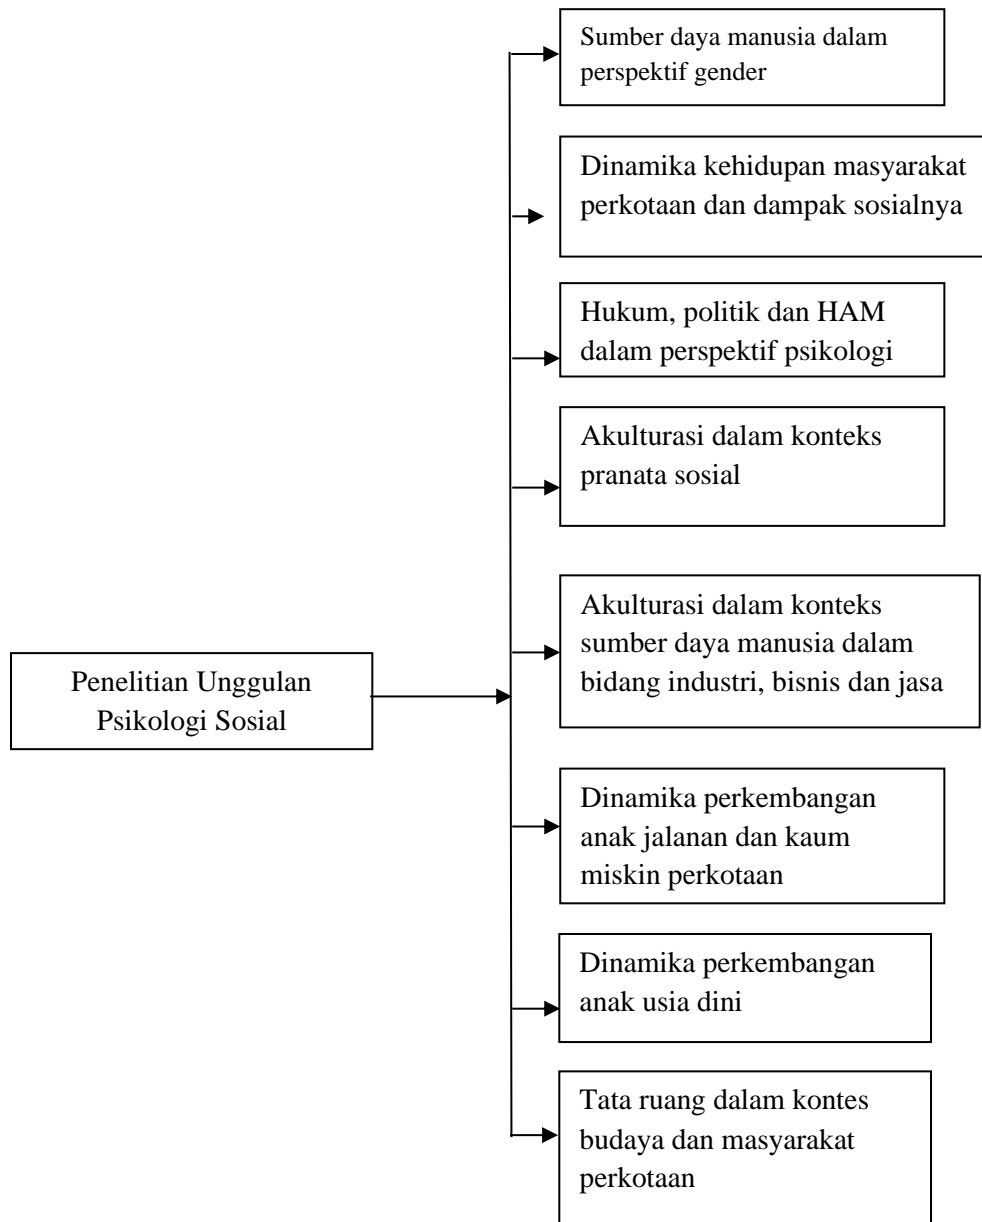 Sumber daya manusia dalam
perspektif gender
Dinamika kehidupan masyarakat
perkotaan dan dampak sosialnya
Hukum, politik dan HAM
dalam perspektif psikologi
Akulturasi dalam konteks
pranata sosial
Akulturasi dalam konteks
sumber daya manusia dalam
bidang industri, bisnis dan jasa
Penelitian Unggulan
Psikologi Sosial
Dinamika perkembangan
anak jalanan dan kaum
miskin perkotaan
Dinamika perkembangan
anak usia dini
Tata ruang dalam kontes
budaya dan masyarakat
perkotaan